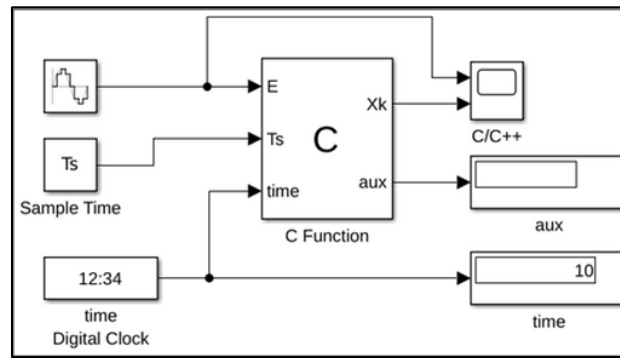 E
Xk
C/C++
Ts
Ts
C
Sample Time
time
aux
aux
C Function
12:34
10
time
time
Digital Clock